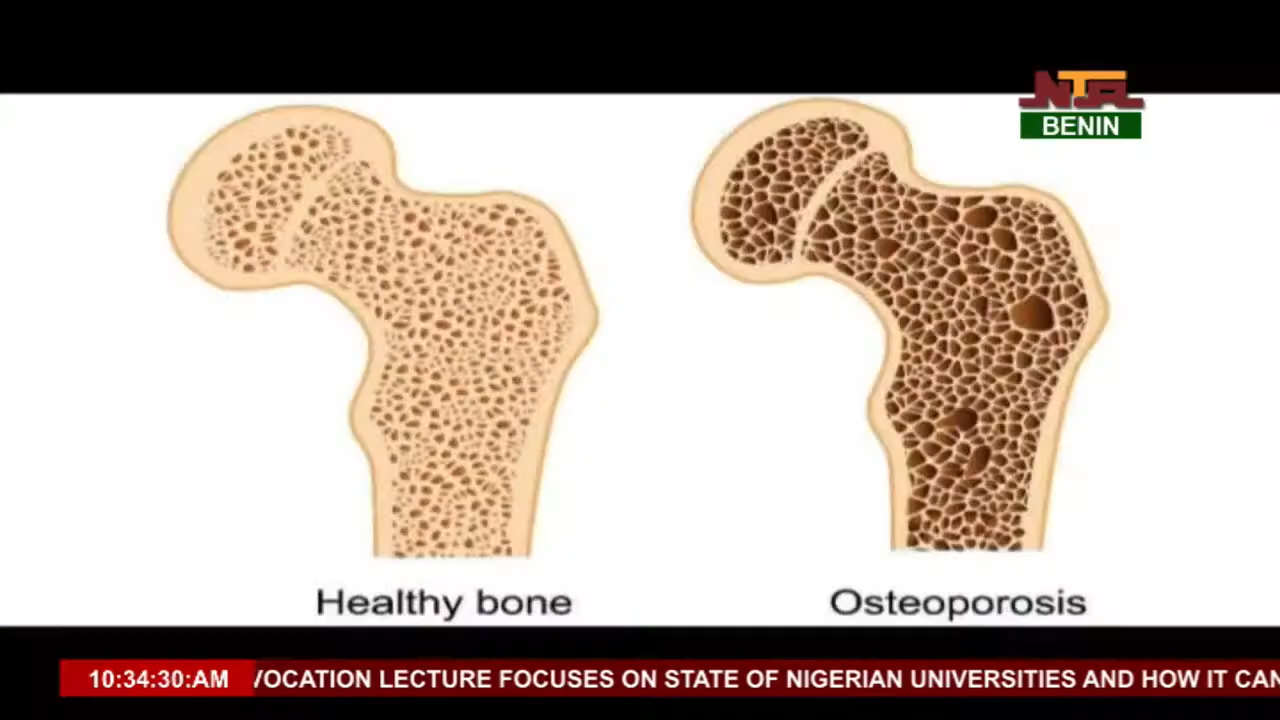 NTA
BENIN
Healthy bone
Osteoporosis
10:34:30:AM
VOCATION LECTURE FOCUSES ON STATE OF NIGERIAN UNIVERSITIES AND HOW IT CAN